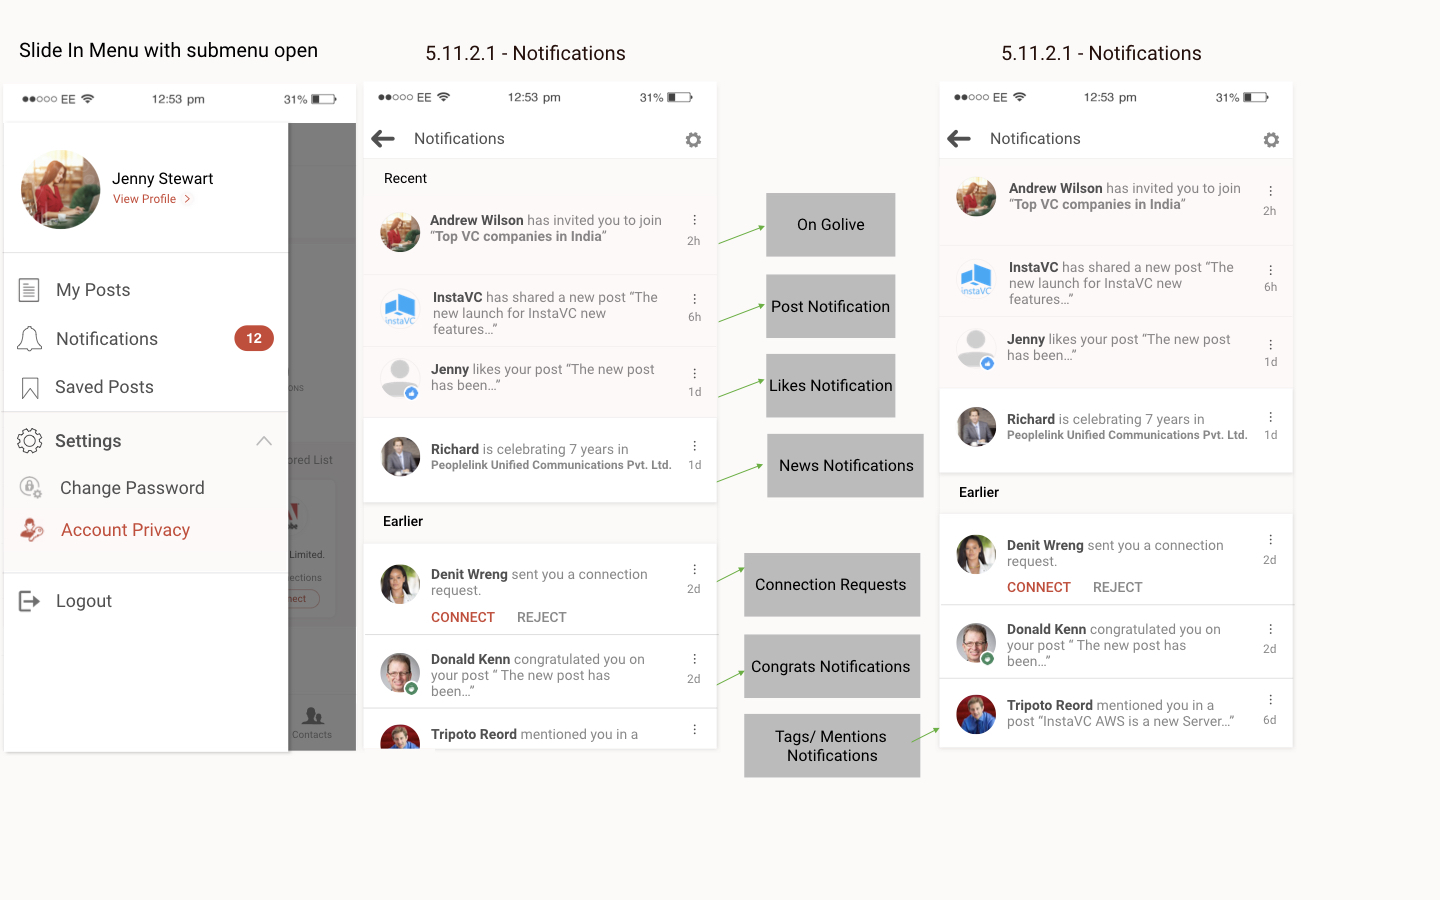 Slide In Menu with submenu open
EE
12:53 pm
31%
Jenny Stewart
View Profile
My Posts
Notifications
12
Saved Posts
Settings
Change Password
Account Privacy
Logout
ONS
ored List
Limited.
ections
nect
Contacts
5.11.2.1 - Notifications
EE
12:53 pm
31%
Notifications
Recent
Andrew Wilson has invited you to join
“Top VC companies in India”
2h
InstaVC has shared a new post “The
new launch for InstaVC new
features...”
6h
instaVC
Jenny likes your post “The new post
has been...”
1d
Richard is celebrating 7 years in
Peoplelink Unified Communications Pvt. Ltd.
1d
Earlier
Denit Wreng sent you a connection
request.
2d
CONNECT REJECT
Donald Kenn congratulated you on
your post “ The new post has
been...”
2d
Tripoto Reord mentioned you in a
On Golive
Post Notification
Likes Notification
News Notifications
Connection Requests
Congrats Notifications
Tags/ Mentions
Notifications
5.11.2.1 - Notifications
EE
12:53 pm
31%
Notifications
Andrew Wilson has invited you to join
“Top VC companies in India”
2h
InstaVC has shared a new post “The
new launch for InstaVC new
features...”
6h
instaVC
Jenny likes your post “The new post
has been...”
1d
Richard is celebrating 7 years in
Peoplelink Unified Communications Pvt. Ltd.
1d
Earlier
Denit Wreng sent you a connection
request.
2d
CONNECT REJECT
Donald Kenn congratulated you on
your post “ The new post has
been...”
2d
Tripoto Reord mentioned you in a
post “InstaVC AWS is a new Server...”
6d